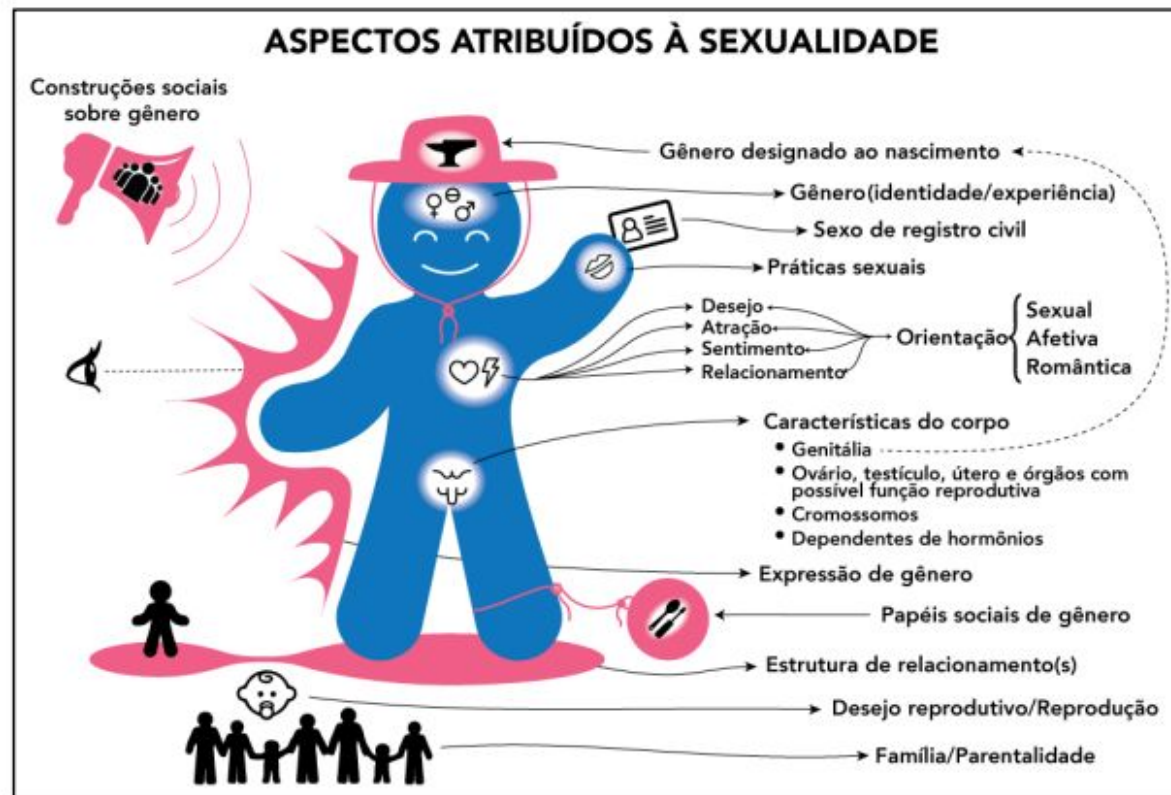 ASPECTOS ATRIBUÍDOS À SEXUALIDADE
Construções sociais
sobre gênero
Gênero designado ao nascimento
Gênero(identidade/experiência)
Sexo de registro civil
Práticas sexuais
Desejo
Atração
Sentimento
Relacionamento
Orientação
Sexual
Afetiva
Romântica
Características do corpo
• Genitália
• Ovário, testículo, útero e órgãos com
possível função reprodutiva
• Cromossomos
• Dependentes de hormônios
Expressão de gênero
Papéis sociais de gênero
Estrutura de relacionamento(s)
Desejo reprodutivo/Reprodução
Família/Parentalidade